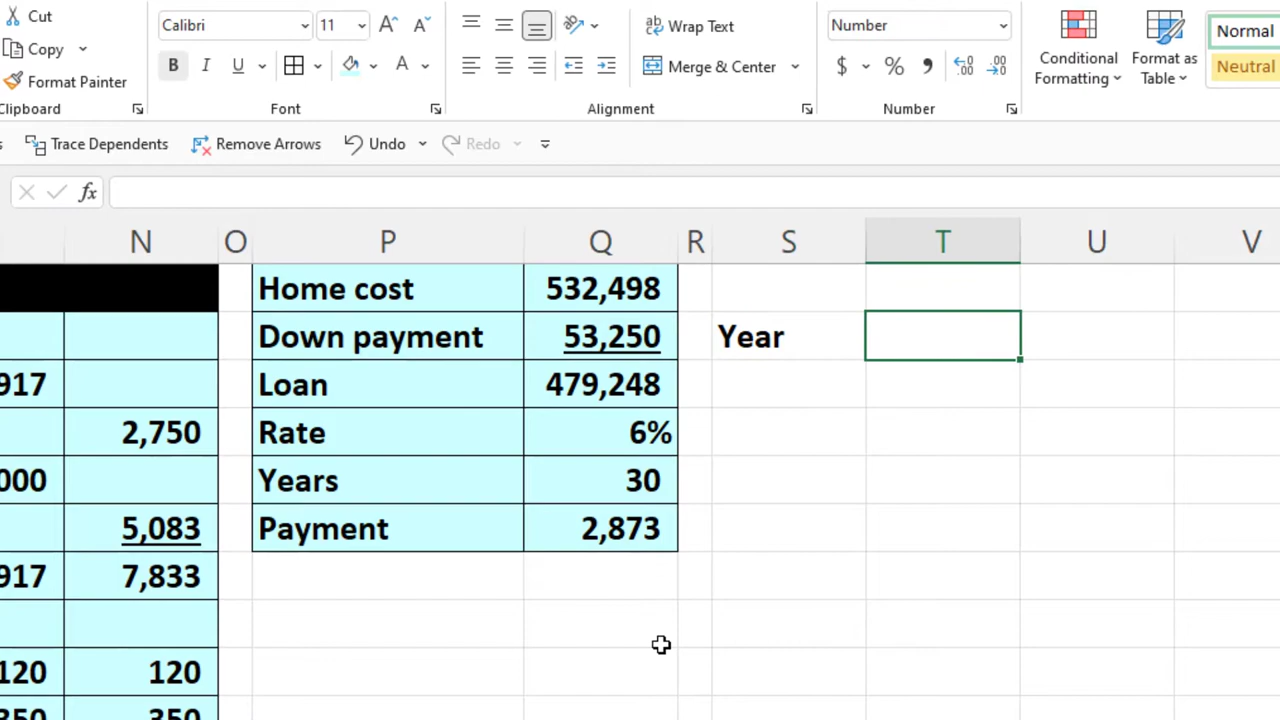 Cut
Calibri 11 A A
Wrap Text
Number
Normal
Copy
B I U A
Merge & Center
$ % 9
Conditional Formatting
Format as Table
Neutral
Format Painter
Clipboard
Font
Alignment
Number
s Trace Dependents Remove Arrows Undo Redo
fx
N O P Q R S T U V
Home cost 532,498
Down payment 53,250 Year
917 Loan 479,248
2,750 Rate 6%
000 Years 30
5,083 Payment 2,873
917 7,833
120 120
350 350